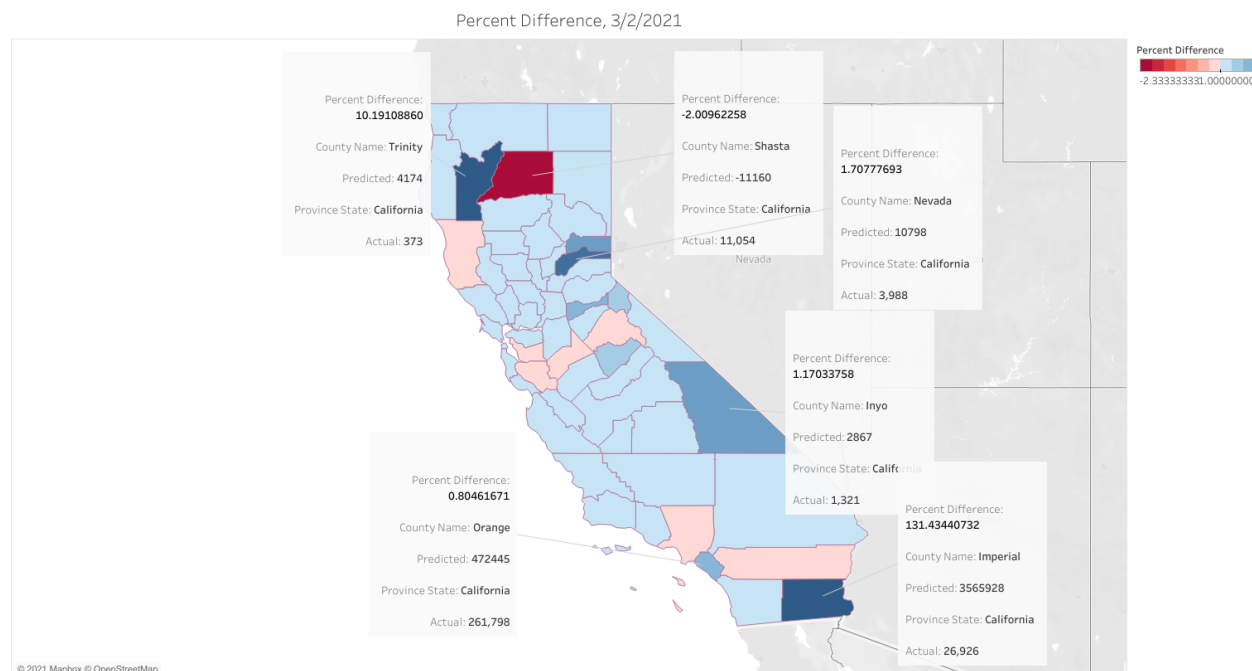 Percent Difference, 3/2/2021
Percent Difference
-2.33333333
1.00000000
Percent Difference:
10.19108860
County Name: Trinity
Predicted: 4174
Province State: California
Actual: 373
Percent Difference:
-2.00962258
County Name: Shasta
Predicted: -11160
Province State: California
Actual: 11,054
Nevada
Percent Difference:
1.70777693
County Name: Nevada
Predicted: 10798
Province State: California
Actual: 3,988
Percent Difference:
1.17033758
County Name: Inyo
Predicted: 2867
Province State: California
Actual: 1,321
Percent Difference:
0.80461671
County Name: Orange
Predicted: 472445
Province State: California
Actual: 261,798
Percent Difference:
131.43440732
County Name: Imperial
Predicted: 3565928
Province State: California
Actual: 26,926
© 2021 Mapbox © OpenStreetMap